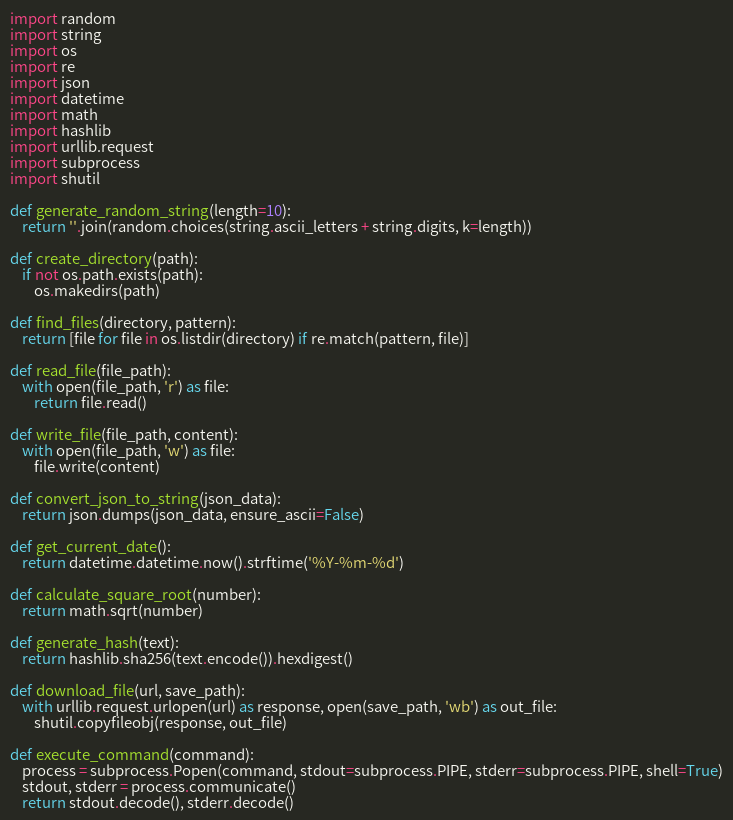 import random
import string
import os
import re
import json
import datetime
import math
import hashlib
import urllib.request
import subprocess
import shutil

def generate_random_string(length=10):
    return ''.join(random.choices(string.ascii_letters + string.digits, k=length))

def create_directory(path):
    if not os.path.exists(path):
        os.makedirs(path)

def find_files(directory, pattern):
    return [file for file in os.listdir(directory) if re.match(pattern, file)]

def read_file(file_path):
    with open(file_path, 'r') as file:
        return file.read()

def write_file(file_path, content):
    with open(file_path, 'w') as file:
        file.write(content)

def convert_json_to_string(json_data):
    return json.dumps(json_data, ensure_ascii=False)

def get_current_date():
    return datetime.datetime.now().strftime('%Y-%m-%d')

def calculate_square_root(number):
    return math.sqrt(number)

def generate_hash(text):
    return hashlib.sha256(text.encode()).hexdigest()

def download_file(url, save_path):
    with urllib.request.urlopen(url) as response, open(save_path, 'wb') as out_file:
        shutil.copyfileobj(response, out_file)

def execute_command(command):
    process = subprocess.Popen(command, stdout=subprocess.PIPE, stderr=subprocess.PIPE, shell=True)
    stdout, stderr = process.communicate()
    return stdout.decode(), stderr.decode()